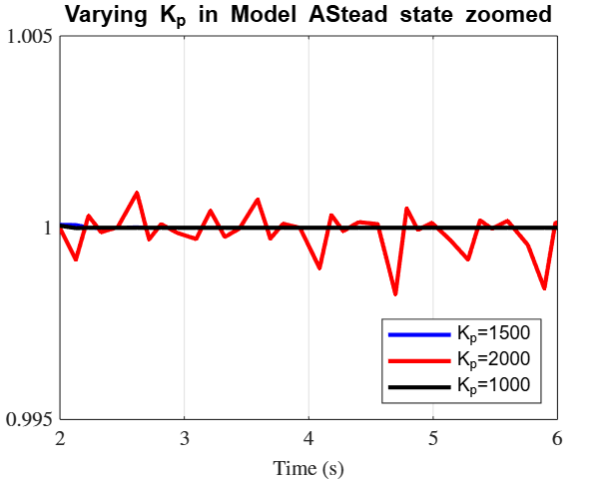 Varying Kp in Model AStead state zoomed
1.005
1
0.995
Kp=1500
Kp=2000
Kp=1000
2 3 4 5 6
Time (s)